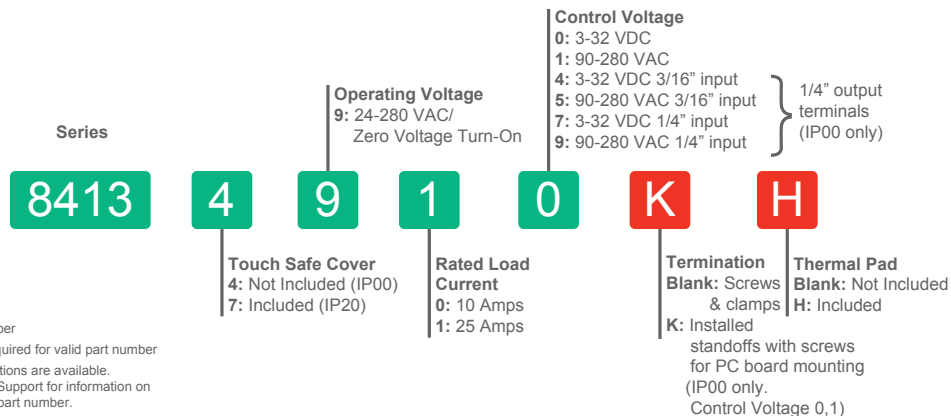 Control Voltage
0: 3-32 VDC
1: 90-280 VAC
4: 3-32 VDC 3/16” input
5: 90-280 VAC 3/16” input
7: 3-32 VDC 1/4” input
9: 90-280 VAC 1/4” input
1/4” output
terminals
(IP00 only)
Operating Voltage
9: 24-280 VAC/
Zero Voltage Turn-On
Series
8413 4 9 1 0 K H
Touch Safe Cover
4: Not Included (IP00)
7: Included (IP20)
Rated Load
Current
0: 10 Amps
1: 25 Amps
Termination
Blank: Screws
& clamps
K: Installed
standoffs with screws
for PC board mounting
(IP00 only.
Control Voltage 0,1)
Thermal Pad
Blank: Not Included
H: Included
for valid part number
are available.
Support for information on
part number.